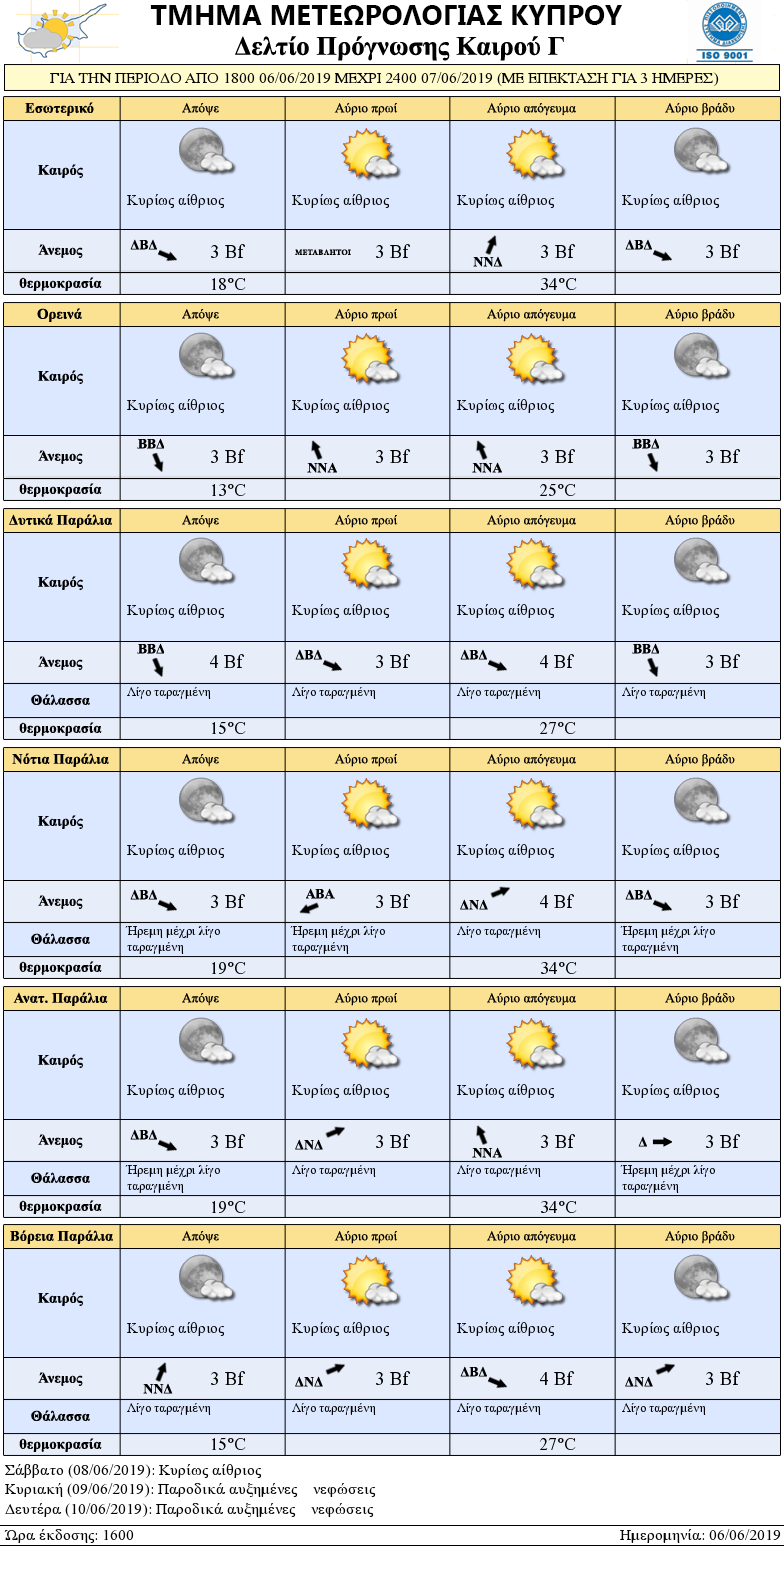 ΤΜΗΜΑ ΜΕΤΕΩΡΟΛΟΓΙΑΣ ΚΥΠΡΟΥ
Δελτίο Πρόγνωσης Καιρού Γ
ISO 9001
ΓΙΑ ΤΗΝ ΠΕΡΙΟΔΟ ΑΠΟ 1800 06/06/2019 ΜΕΧΡΙ 2400 07/06/2019 (ΜΕ ΕΠΕΚΤΑΣΗ ΓΙΑ 3 ΗΜΕΡΕΣ)
Εσωτερικό Απόψε Αύριο πρωί Αύριο απόγευμα Αύριο βράδυ
Καιρός
Κυρίως αίθριος Κυρίως αίθριος Κυρίως αίθριος Κυρίως αίθριος
Άνεμος ΔΒΔ 3 Bf ΜΕΤΑΒΛΗΤΟΙ 3 Bf ΝΝΔ 3 Bf ΔΒΔ 3 Bf
θερμοκρασία 18°C 34°C
Ορεινά Απόψε Αύριο πρωί Αύριο απόγευμα Αύριο βράδυ
Καιρός
Κυρίως αίθριος Κυρίως αίθριος Κυρίως αίθριος Κυρίως αίθριος
Άνεμος ΒΒΔ 3 Bf ΝΝΑ 3 Bf ΝΝΑ 3 Bf ΒΒΔ 3 Bf
θερμοκρασία 13°C 25°C
Δυτικά Παράλια Απόψε Αύριο πρωί Αύριο απόγευμα Αύριο βράδυ
Καιρός
Κυρίως αίθριος Κυρίως αίθριος Κυρίως αίθριος Κυρίως αίθριος
Άνεμος ΒΒΔ 4 Bf ΔΒΔ 3 Bf ΔΒΔ 4 Bf ΒΒΔ 3 Bf
Θάλασσα Λίγο ταραγμένη Λίγο ταραγμένη Λίγο ταραγμένη Λίγο ταραγμένη
θερμοκρασία 15°C 27°C
Νότια Παράλια Απόψε Αύριο πρωί Αύριο απόγευμα Αύριο βράδυ
Καιρός
Κυρίως αίθριος Κυρίως αίθριος Κυρίως αίθριος Κυρίως αίθριος
Άνεμος ΔΒΔ 3 Bf ΑΒΑ 3 Bf ΔΝΔ 4 Bf ΔΒΔ 3 Bf
Θάλασσα Ήρεμη μέχρι λίγο ταραγμένη Ήρεμη μέχρι λίγο ταραγμένη Λίγο ταραγμένη Ήρεμη μέχρι λίγο ταραγμένη
θερμοκρασία 19°C 34°C
Ανατ. Παράλια Απόψε Αύριο πρωί Αύριο απόγευμα Αύριο βράδυ
Καιρός
Κυρίως αίθριος Κυρίως αίθριος Κυρίως αίθριος Κυρίως αίθριος
Άνεμος ΔΒΔ 3 Bf ΔΝΔ 3 Bf ΝΝΑ 3 Bf Δ 3 Bf
Θάλασσα Ήρεμη μέχρι λίγο ταραγμένη Λίγο ταραγμένη Λίγο ταραγμένη Ήρεμη μέχρι λίγο ταραγμένη
θερμοκρασία 19°C 34°C
Βόρεια Παράλια Απόψε Αύριο πρωί Αύριο απόγευμα Αύριο βράδυ
Καιρός
Κυρίως αίθριος Κυρίως αίθριος Κυρίως αίθριος Κυρίως αίθριος
Άνεμος ΝΝΔ 3 Bf ΔΝΔ 3 Bf ΔΒΔ 4 Bf ΔΝΔ 3 Bf
Θάλασσα Λίγο ταραγμένη Λίγο ταραγμένη Λίγο ταραγμένη Λίγο ταραγμένη
θερμοκρασία 15°C 27°C
Σάββατο (08/06/2019): Κυρίως αίθριος
Κυριακή (09/06/2019): Παροδικά αυξημένες νεφώσεις
Δευτέρα (10/06/2019): Παροδικά αυξημένες νεφώσεις
Ώρα έκδοσης: 1600 Ημερομηνία: 06/06/2019